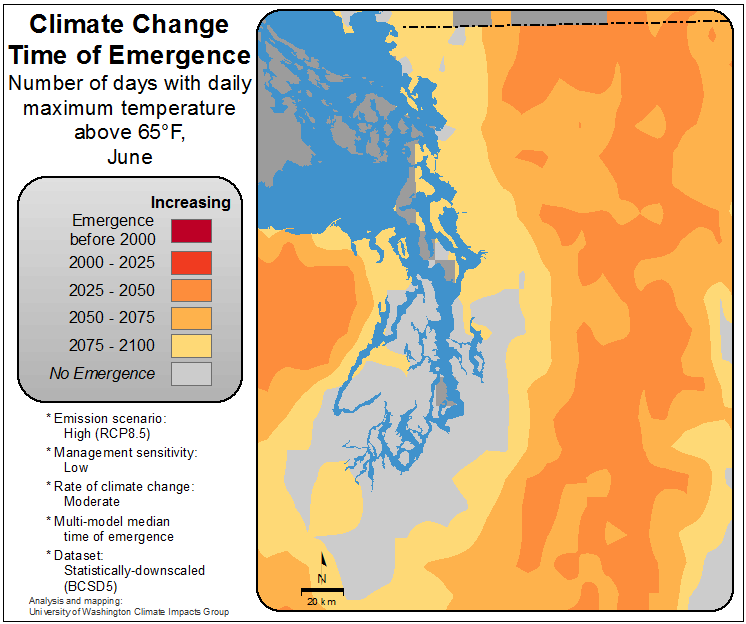 Climate Change
Time of Emergence
Number of days with daily
maximum temperature
above 65°F,
June
Increasing
Emergence
before 2000
2000 - 2025
2025 - 2050
2050 - 2075
2075 - 2100
No Emergence
* Emission scenario:
High (RCP8.5)
* Management sensitivity:
Low
* Rate of climate change:
Moderate
* Multi-model median
time of emergence
* Dataset:
Statistically-downscaled
(BCSD5)
Analysis and mapping:
University of Washington Climate Impacts Group
N
20 km